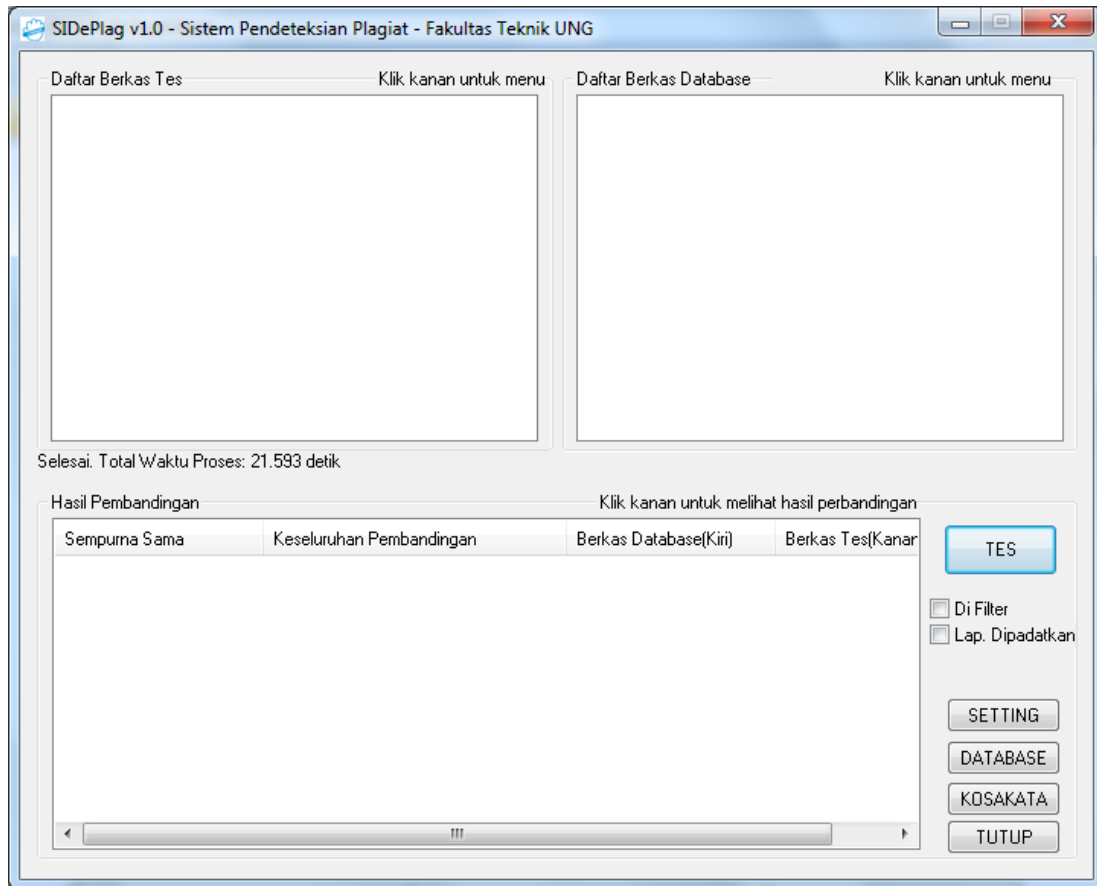 SIDePlag v1.0 - Sistem Pendeteksian Plagiat - Fakultas Teknik UNG
Daftar Berkas Tes Klik kanan untuk menu
Daftar Berkas Database Klik kanan untuk menu
Selesai. Total Waktu Proses: 21.593 detik
Hasil Pembandingan Klik kanan untuk melihat hasil perbandingan
Sempurna Sama Keseluruhan Pembandingan Berkas Database(Kiri) Berkas Tes(Kanar
TES
Di Filter
Lap. Dipadatkan
SETTING
DATABASE
KOSAKATA
TUTUP